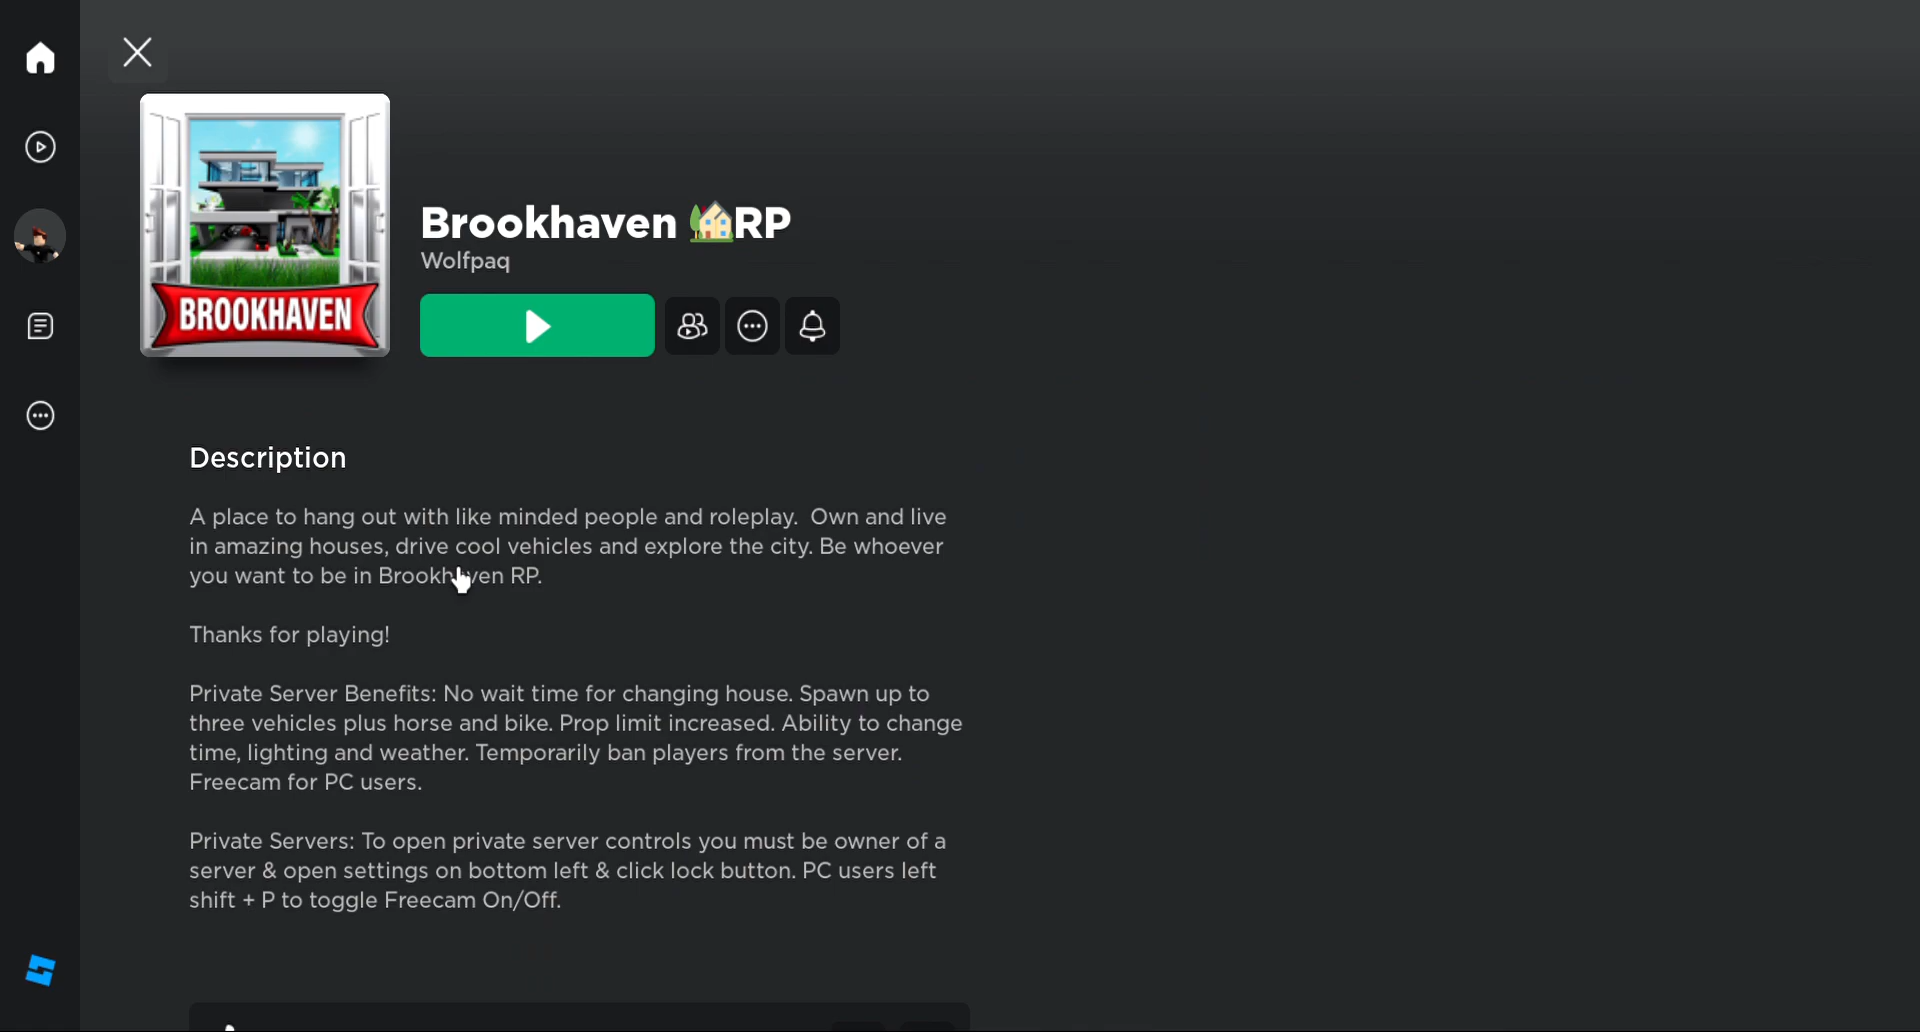 BROOKHAVEN
Brookhaven 🏡RP
Wolfpaq
Description
A place to hang out with like minded people and roleplay.  Own and live
in amazing houses, drive cool vehicles and explore the city. Be whoever
you want to be in Brookhaven RP.
Thanks for playing!
Private Server Benefits: No wait time for changing house. Spawn up to
three vehicles plus horse and bike. Prop limit increased. Ability to change
time, lighting and weather. Temporarily ban players from the server.
Freecam for PC users.
Private Servers: To open private server controls you must be owner of a
server & open settings on bottom left & click lock button. PC users left
shift + P to toggle Freecam On/Off.